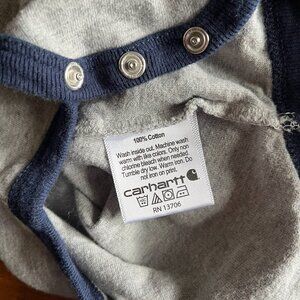 100% Cotton
Wash inside out. Machine wash
warm with like colors. Only non
chlorine bleach when needed.
Tumble dry low. Warm iron. Do
not iron on print.
carhartt
RN 13706